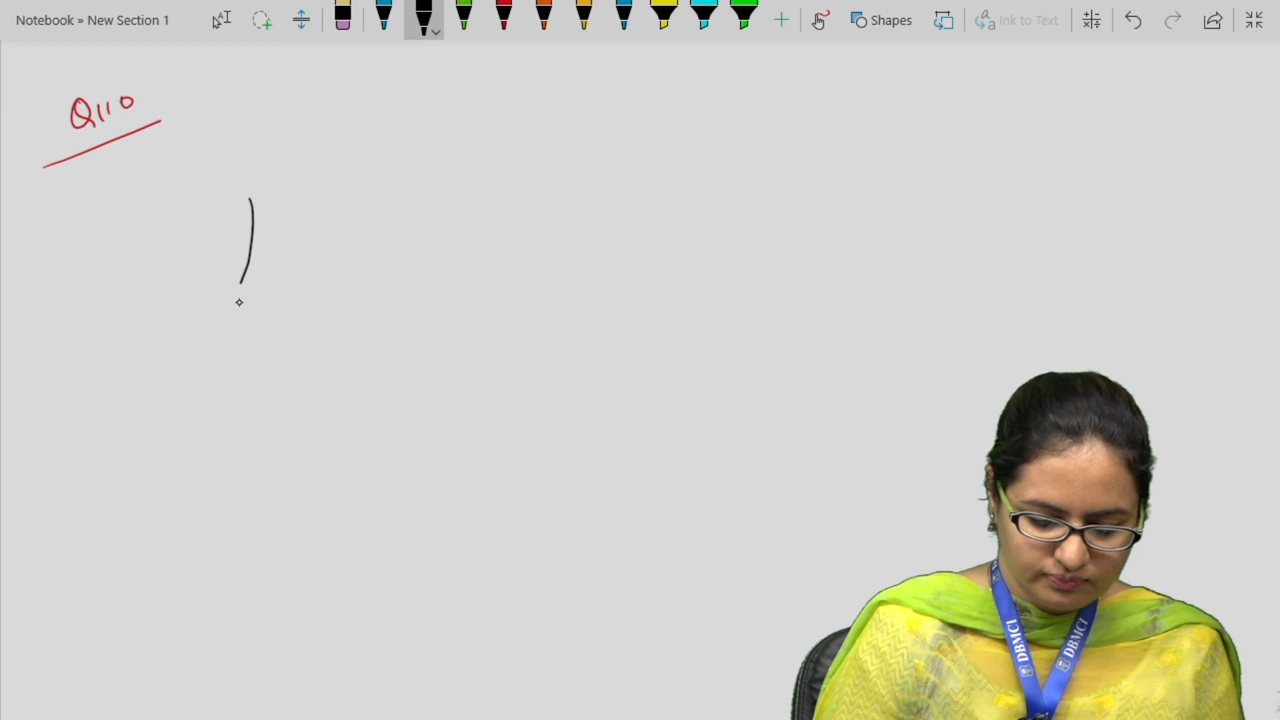 Notebook » New Section 1
Shapes
Ink to Text
Q110
DBMCI
DBMCI